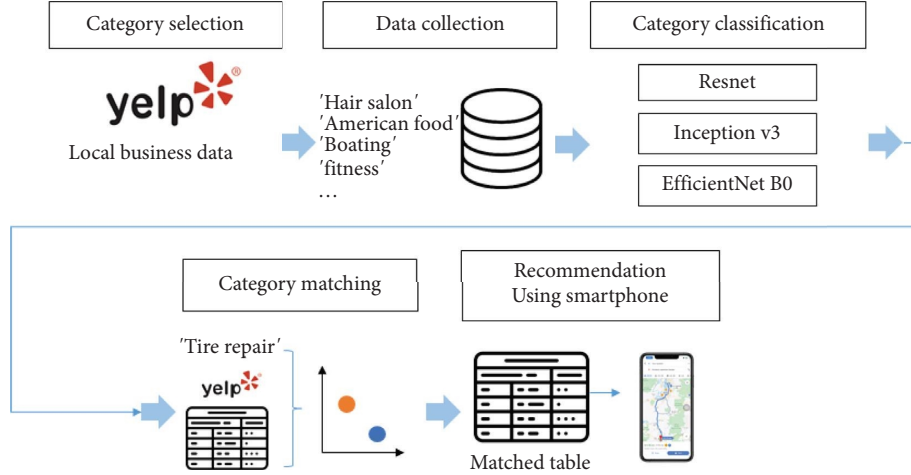 Category selection
Data collection
Category classification
yelp
Local business data
'Hair salon'
'American food'
'Boating'
'fitness'
...
Resnet
Inception v3
EfficientNet B0
Category matching
Recommendation
Using smartphone
'Tire repair'
yelp
Matched table